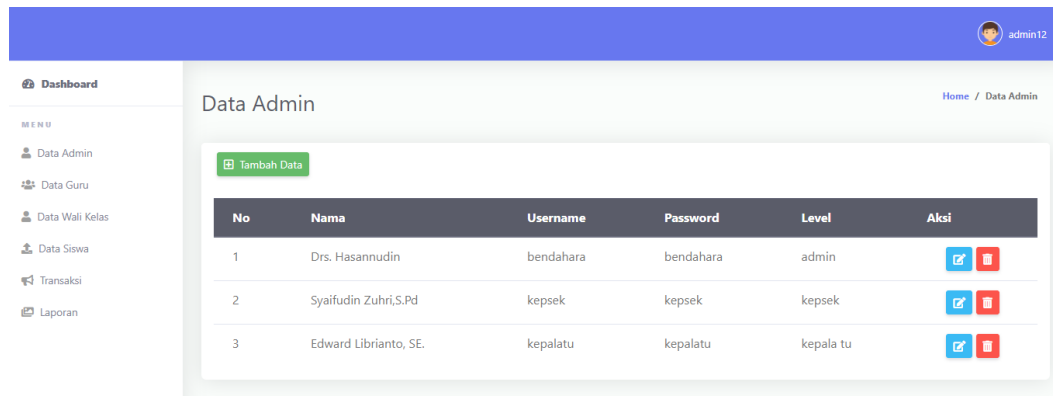 admin12
Dashboard
MENU
Data Admin
Data Guru
Data Wali Kelas
Data Siswa
Transaksi
Laporan
Data Admin
Home / Data Admin
Tambah Data
No Nama Username Password Level Aksi
1 Drs. Hasannudin bendahara bendahara admin
2 Syaifudin Zuhri,S.Pd kepsek kepsek kepsek
3 Edward Librianto, SE. kepalatu kepalatu kepala tu